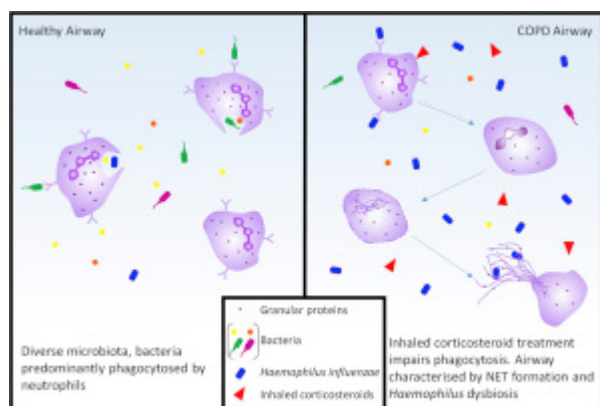 Healthy Airway
COPD Airway
Granular proteins
Bacteria
Haemophilus influenzae
Inhaled corticosteroids
Diverse microbiota, bacteria
predominantly phagocytosed by
neutrophils
Inhaled corticosteroid treatment
impairs phagocytosis. Airway
characterised by NET formation and
Haemophilus dysbiosis